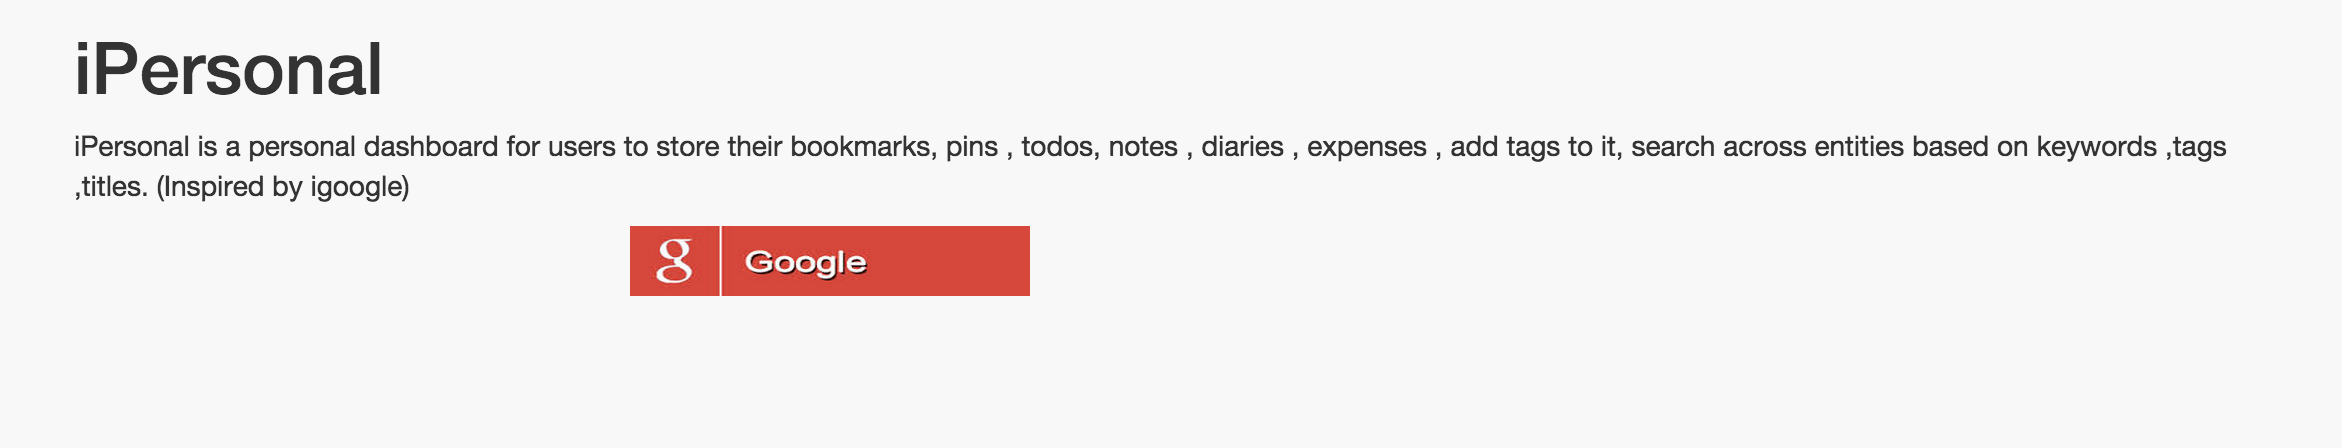 iPersonal
iPersonal is a personal dashboard for users to store their bookmarks, pins , todos, notes , diaries , expenses , add tags to it, search across entities based on keywords ,tags
,titles. (Inspired by igoogle)
g Google